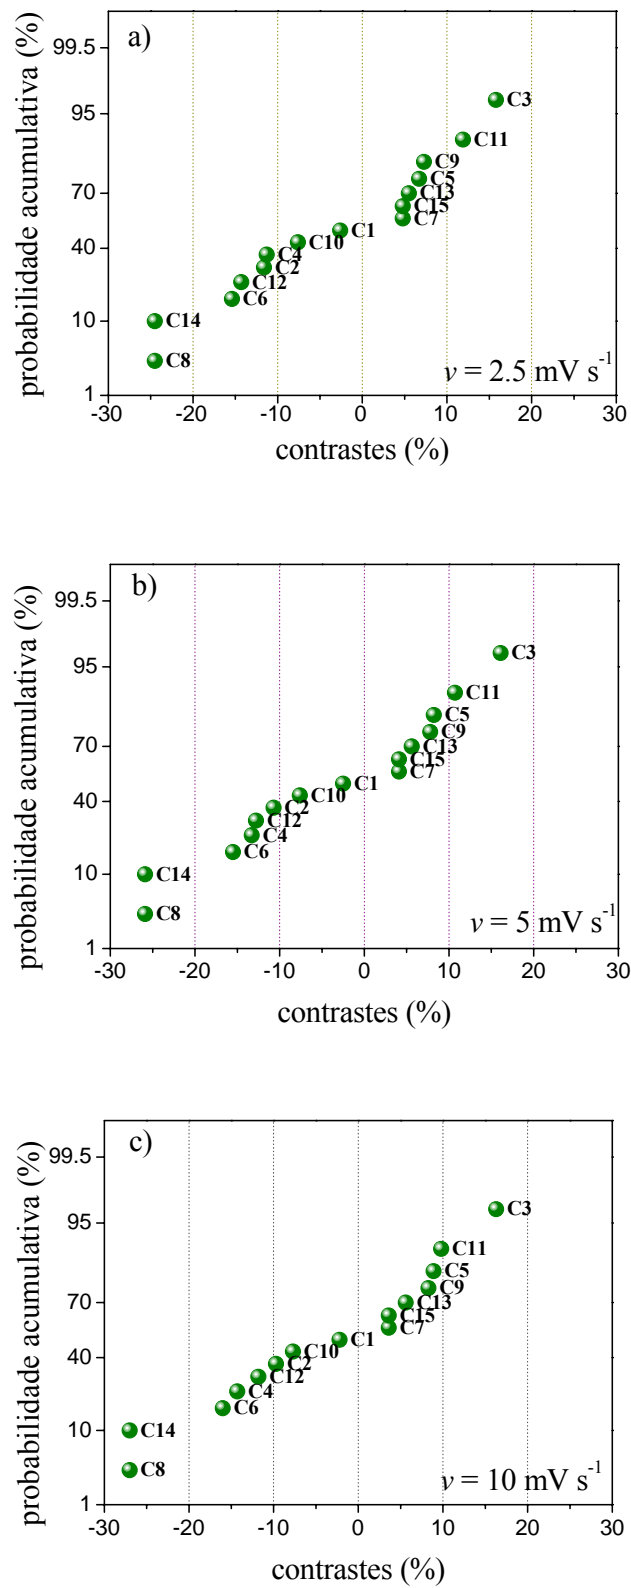 a)
probabilidade acumulativa (%)
99.5
95
70
40
10
1
C3
C11
C9
C5
C13
C15
C7
C1
C10
C4
C2
C12
C6
C14
C8
v = 2.5 mV s⁻¹
-30 -20 -10 0 10 20 30
contrastes (%)
b)
probabilidade acumulativa (%)
99.5
95
70
40
10
1
C3
C11
C5
C9
C13
C15
C7
C1
C10
C2
C12
C4
C6
C14
C8
v = 5 mV s⁻¹
-30 -20 -10 0 10 20 30
contrastes (%)
c)
probabilidade acumulativa (%)
99.5
95
70
40
10
1
C3
C11
C5
C9
C13
C15
C7
C1
C10
C2
C12
C4
C6
C14
C8
v = 10 mV s⁻¹
-30 -20 -10 0 10 20 30
contrastes (%)